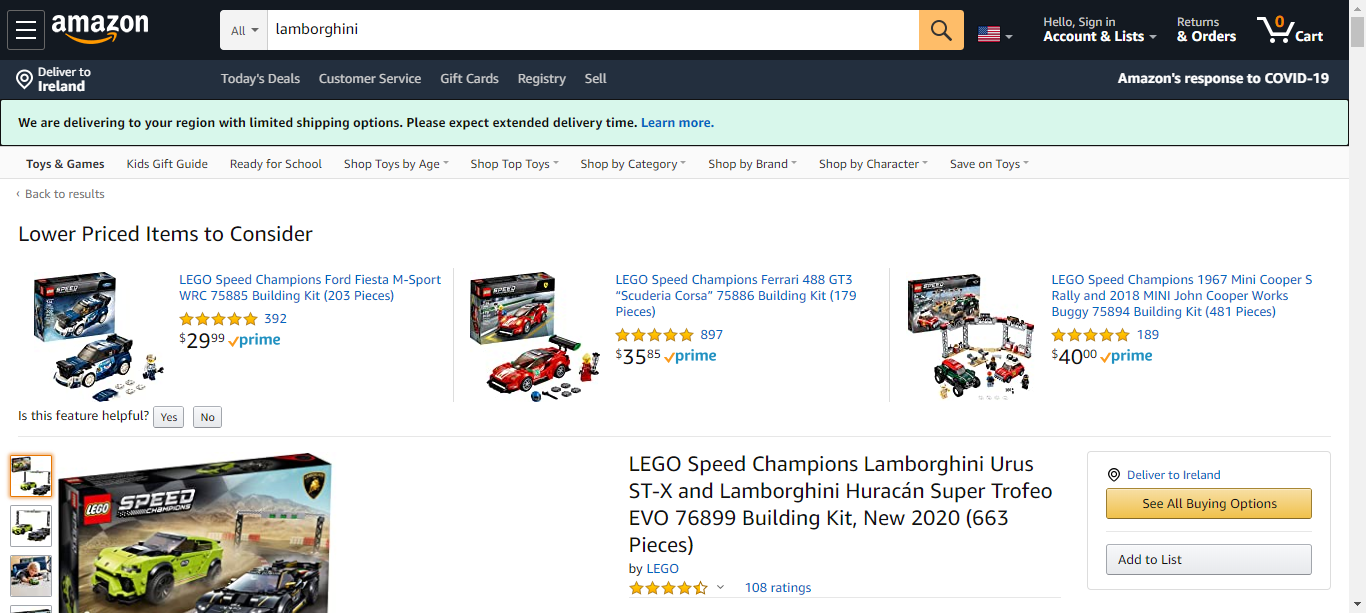 amazon
All
lamborghini
Hello, Sign in
Account & Lists
Returns
& Orders
0
Cart
Deliver to
Ireland
Today's Deals
Customer Service
Gift Cards
Registry
Sell
Amazon's response to COVID-19
We are delivering to your region with limited shipping options. Please expect extended delivery time. Learn more.
Toys & Games
Kids Gift Guide
Ready for School
Shop Toys by Age
Shop Top Toys
Shop by Category
Shop by Brand
Shop by Character
Save on Toys
‹ Back to results
Lower Priced Items to Consider
LEGO Speed Champions Ford Fiesta M-Sport
WRC 75885 Building Kit (203 Pieces)
392
$2999 prime
LEGO Speed Champions Ferrari 488 GT3
“Scuderia Corsa” 75886 Building Kit (179
Pieces)
897
$3585 prime
LEGO Speed Champions 1967 Mini Cooper S
Rally and 2018 MINI John Cooper Works
Buggy 75894 Building Kit (481 Pieces)
189
$4000 prime
Is this feature helpful?
Yes
No
LEGO
SPEED
CHAMPIONS
LEGO Speed Champions Lamborghini Urus
ST-X and Lamborghini Huracán Super Trofeo
EVO 76899 Building Kit, New 2020 (663
Pieces)
by LEGO
108 ratings
Deliver to Ireland
See All Buying Options
Add to List